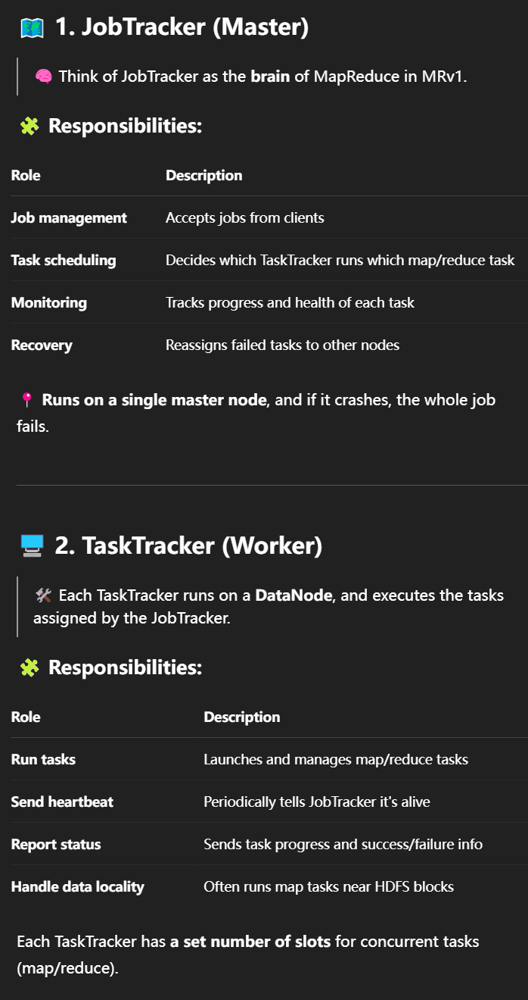 1. JobTracker (Master)
Think of JobTracker as the brain of MapReduce in MRv1.
Responsibilities:
Role Description
Job management Accepts jobs from clients
Task scheduling Decides which TaskTracker runs which map/reduce task
Monitoring Tracks progress and health of each task
Recovery Reassigns failed tasks to other nodes
Runs on a single master node, and if it crashes, the whole job
fails.
2. TaskTracker (Worker)
Each TaskTracker runs on a DataNode, and executes the tasks
assigned by the JobTracker.
Responsibilities:
Role Description
Run tasks Launches and manages map/reduce tasks
Send heartbeat Periodically tells JobTracker it's alive
Report status Sends task progress and success/failure info
Handle data locality Often runs map tasks near HDFS blocks
Each TaskTracker has a set number of slots for concurrent tasks
(map/reduce).